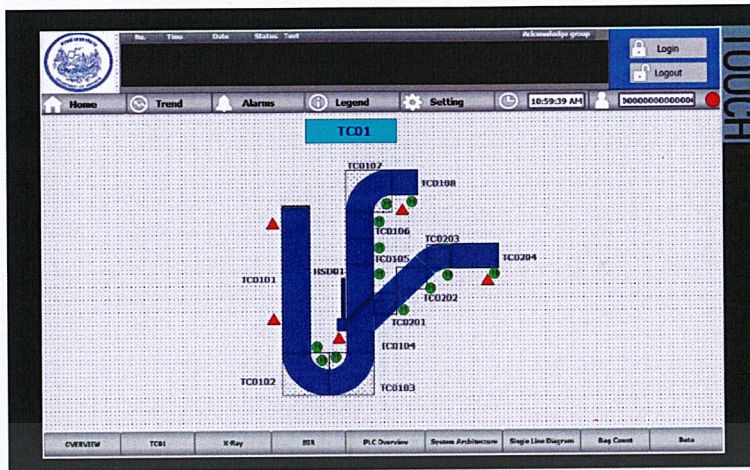 No. Time Date Status Text Acknowledge group
Login
Logout
TOUCH
Home Trend Alarms Legend Setting 10:59:39 AM
TC01
TC0107
TC0108
TC0106
TC0203
TC0105
TC0204
TC0101
HSD01
TC0202
TC0201
TC0104
TC0102
TC0103
OVERVIEW TC01 X-Ray PLC Overview System Architecture Single Line Diagram Bag Count Data